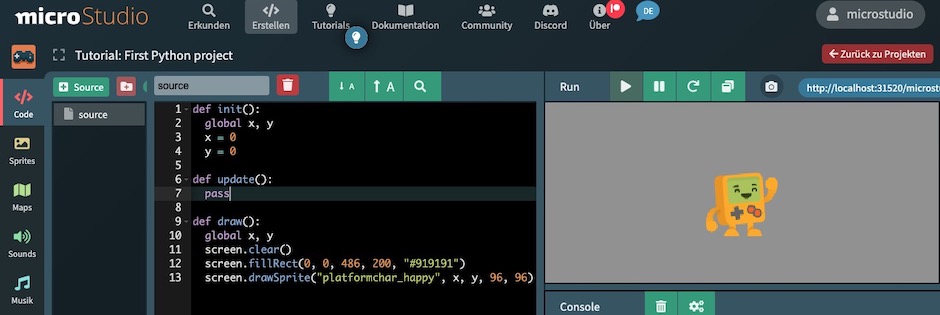 microStudio
Erkunden
Erstellen
Tutorials
Dokumentation
Community
Discord
Über
DE
microstudio
Tutorial: First Python project
Zurück zu Projekten
Code
Sprites
Maps
Sounds
Musik
Source
source
source
↓ A
↑ A
1 def init():
2   global x, y
3   x = 0
4   y = 0
5
6 def update():
7   pass
8
9 def draw():
10   global x, y
11   screen.clear()
12   screen.fillRect(0, 0, 486, 200, "#919191")
13   screen.drawSprite("platformchar_happy", x, y, 96, 96)
Run
http://localhost:31520/microst
Console